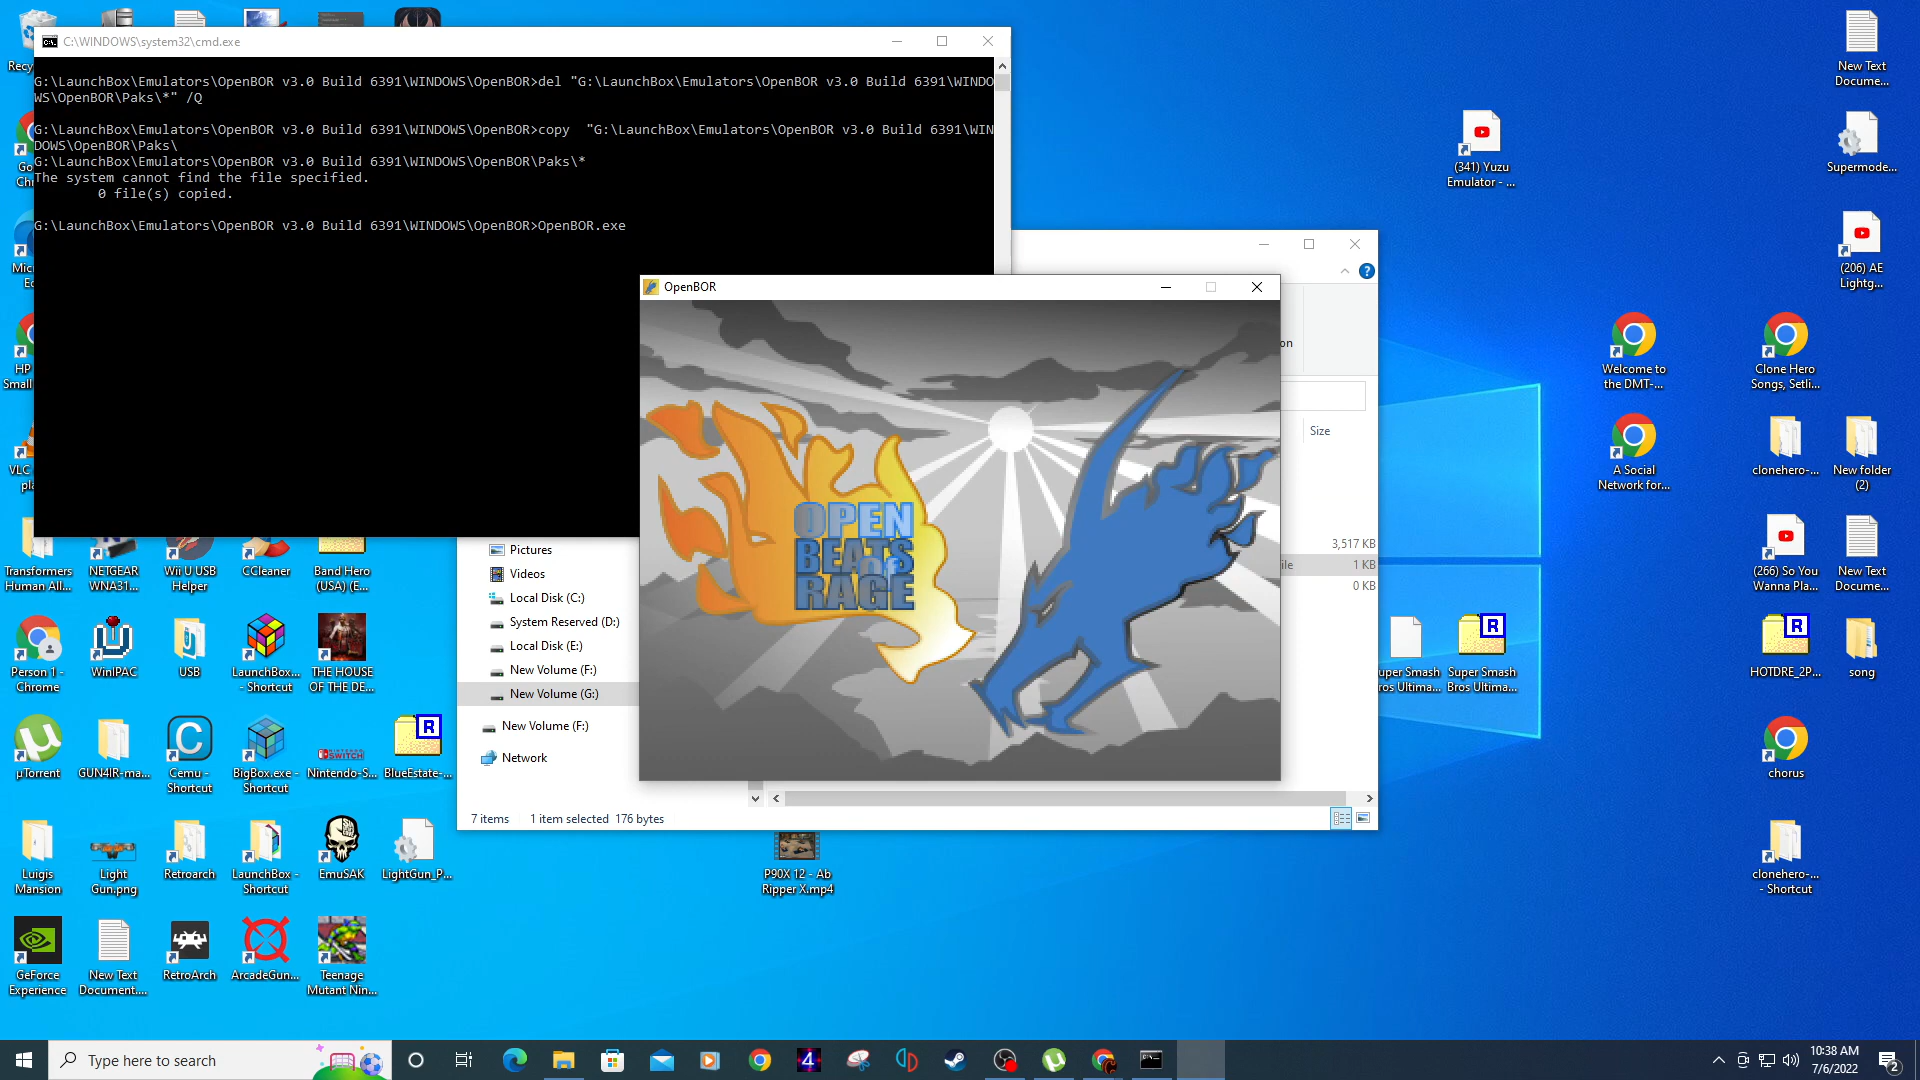 C:\WINDOWS\system32\cmd.exe
G:\LaunchBox\Emulators\OpenBOR v3.0 Build 6391\WINDOWS\OpenBOR>del "G:\LaunchBox\Emulators\OpenBOR v3.0 Build 6391\WINDO
WS\OpenBOR\Paks\*" /Q
G:\LaunchBox\Emulators\OpenBOR v3.0 Build 6391\WINDOWS\OpenBOR>copy  "G:\LaunchBox\Emulators\OpenBOR v3.0 Build 6391\WIN
DOWS\OpenBOR\Paks\
G:\LaunchBox\Emulators\OpenBOR v3.0 Build 6391\WINDOWS\OpenBOR\Paks\*
The system cannot find the file specified.
0 file(s) copied.
G:\LaunchBox\Emulators\OpenBOR v3.0 Build 6391\WINDOWS\OpenBOR>OpenBOR.exe
OpenBOR
OPEN
BEATS
OF
RAGE
Size
3,517 KB
1 KB
0 KB
Pictures
Videos
Local Disk (C:)
System Reserved (D:)
Local Disk (E:)
New Volume (F:)
New Volume (G:)
New Volume (F:)
Network
7 items
1 item selected
176 bytes
New Text
Docume...
(341) Yuzu
Emulator - ...
Supermode...
(206) AE
Lightg...
Welcome to
the DMT-...
Clone Hero
Songs, Setli...
A Social
Network for...
clonehero-...
New folder
(2)
(266) So You
Wanna Pla...
New Text
Docume...
uper Smash
ros Ultima...
Super Smash
Bros Ultima...
HOTDRE_2P...
song
chorus
clonehero-...
- Shortcut
Transformers
Human All...
NETGEAR
WNA31...
Wii U USB
Helper
CCleaner
Band Hero
(USA) (E...
Person 1 -
Chrome
WinIPAC
USB
LaunchBox...
- Shortcut
THE HOUSE
OF THE DE...
µTorrent
GUN4IR-ma...
Cemu -
Shortcut
BigBox.exe -
Shortcut
Nintendo-S...
BlueEstate-...
Luigis
Mansion
Light
Gun.png
Retroarch
LaunchBox -
Shortcut
EmuSAK
LightGun_P...
P90X 12 - Ab
Ripper X.mp4
GeForce
Experience
New Text
Document....
RetroArch
ArcadeGun...
Teenage
Mutant Nin...
Type here to search
10:38 AM
7/6/2022
2